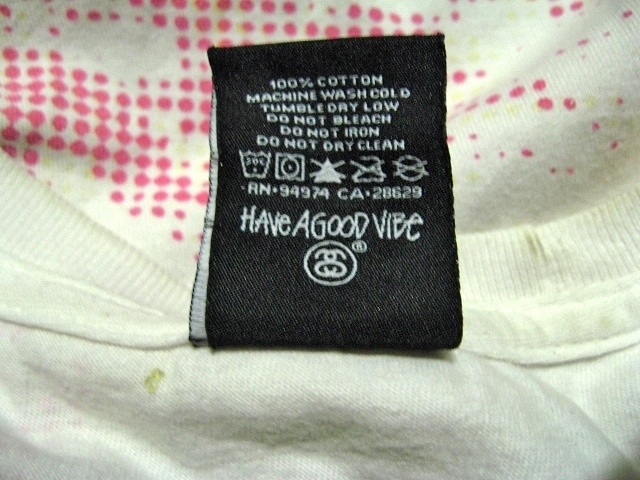 100% COTTON
MACHINE WASH COLD
TUMBLE DRY LOW
DO NOT BLEACH
DO NOT IRON
DO NOT DRY CLEAN
RN·94974 CA·28629
HAVE A GOOD VIBE
®